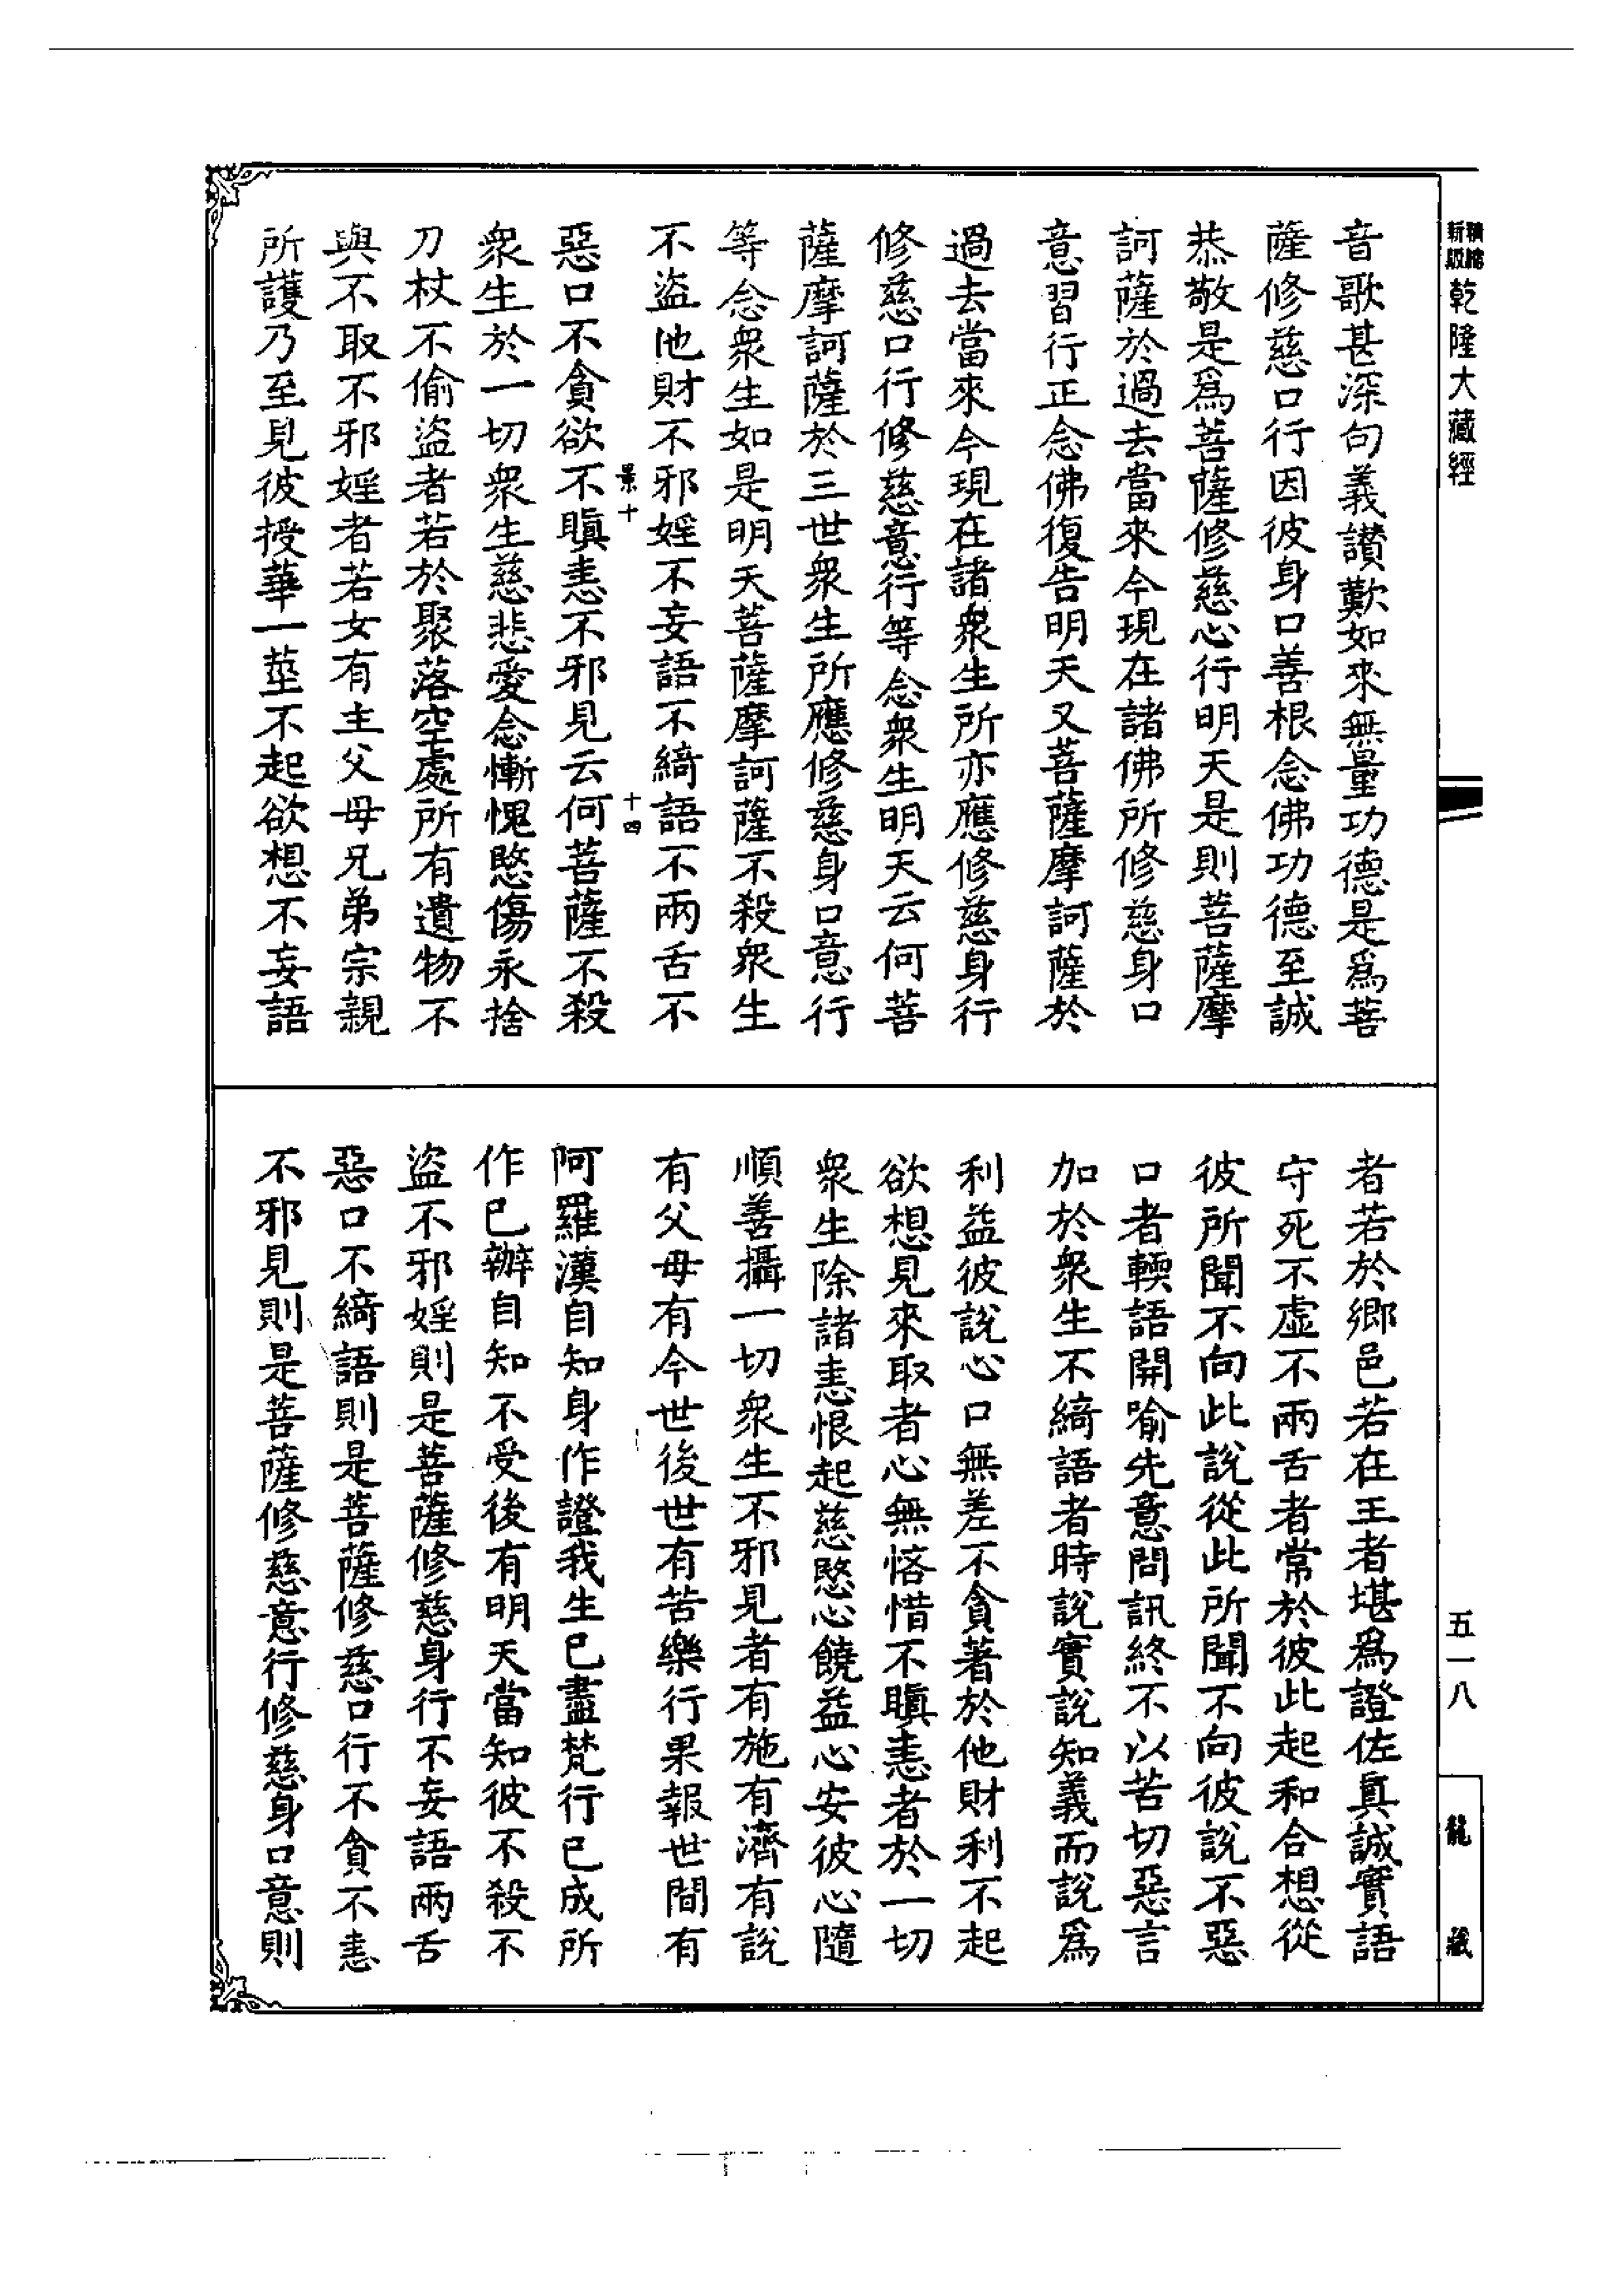 精縮新版乾隆大藏經
五一八
龍藏
音歌甚深句義讃歎如來無量功德是爲菩
薩修慈口行因彼身口善根念佛功德至誠
恭敬是爲菩薩修慈心行明天是則菩薩摩
訶薩於過去當來今現在諸佛所修慈身口
意習行正念佛復告明天又菩薩摩訶薩於
過去當來今現在諸衆生所亦應修慈身行
修慈口行修慈意行等念衆生明天云何菩
薩摩訶薩於三世衆生所應修慈身口意行
等念衆生如是明天菩薩摩訶薩不殺衆生
不盜他財不邪婬不妄語不綺語不兩舌不
景十
十四
惡口不貪欲不瞋恚不邪見云何菩薩不殺
衆生於一切衆生慈悲愛念慚愧愍傷永捨
刀杖不偷盜者若於聚落空處所有遺物不
與不取不邪婬者若女有主父母兄弟宗親
所護乃至見彼授華一莖不起欲想不妄語
者若於鄉邑若在王者堪爲證佐真誠實語
守死不虛不兩舌者常於彼此起和合想從
彼所聞不向此說從此所聞不向彼說不惡
口者輭語開喻先意問訊終不以苦切惡言
加於衆生不綺語者時說實說知義而說爲
利益彼說心口無差不貪著於他財利不起
欲想見來取者心無悋惜不瞋恚者於一切
衆生除諸恚恨起慈愍心饒益心安彼心隨
順善攝一切衆生不邪見者有施有濟有說
有父母有今世後世有苦樂行果報世間有
阿羅漢自知身作證我生已盡梵行已成所
作已辦自知不受後有明天當知彼不殺不
盜不邪婬則是菩薩修慈身行不妄語兩舌
惡口不綺語則是菩薩修慈口行不貪不恚
不邪見則是菩薩修慈意行修慈身口意則